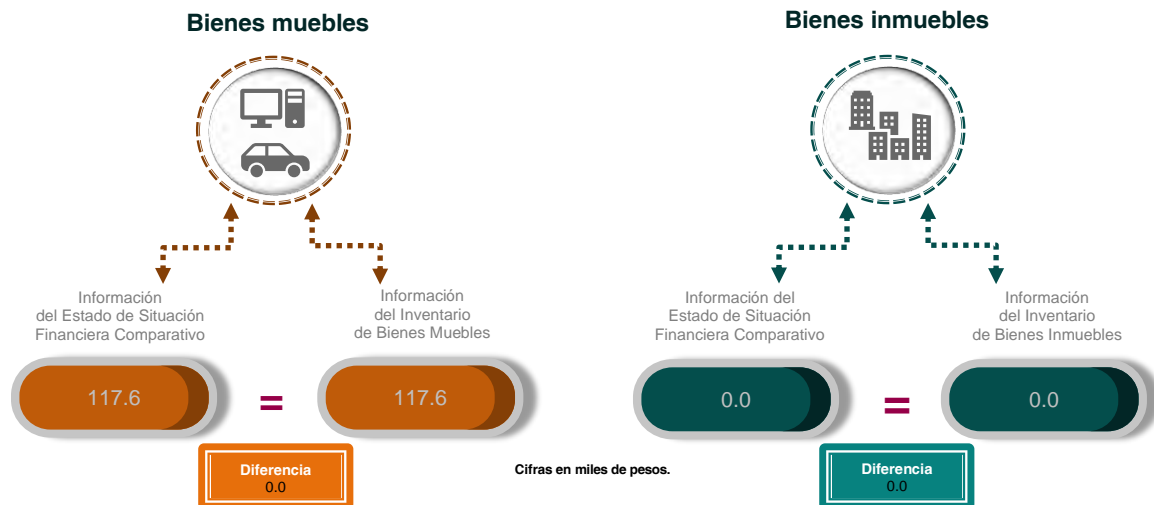 Bienes muebles
Información
del Estado de Situación
Financiera Comparativo
Información
del Inventario
de Bienes Muebles
117.6
=
117.6
Diferencia
0.0
Bienes inmuebles
Información del
Estado de Situación
Financiera Comparativo
Información
del Inventario
de Bienes Inmuebles
0.0
=
0.0
Diferencia
0.0
Cifras en miles de pesos.